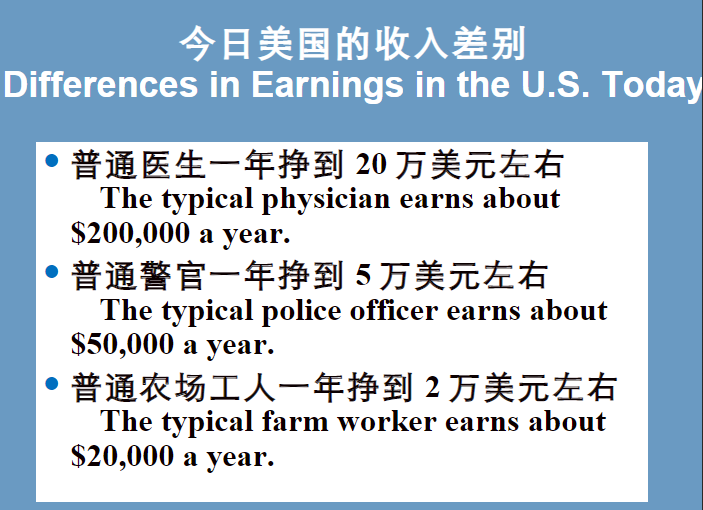 今日美国的收入差别
Differences in Earnings in the U.S. Today
普通医生一年挣到 20 万美元左右
The typical physician earns about
$200,000 a year.
普通警官一年挣到 5 万美元左右
The typical police officer earns about
$50,000 a year.
普通农场工人一年挣到 2 万美元左右
The typical farm worker earns about
$20,000 a year.